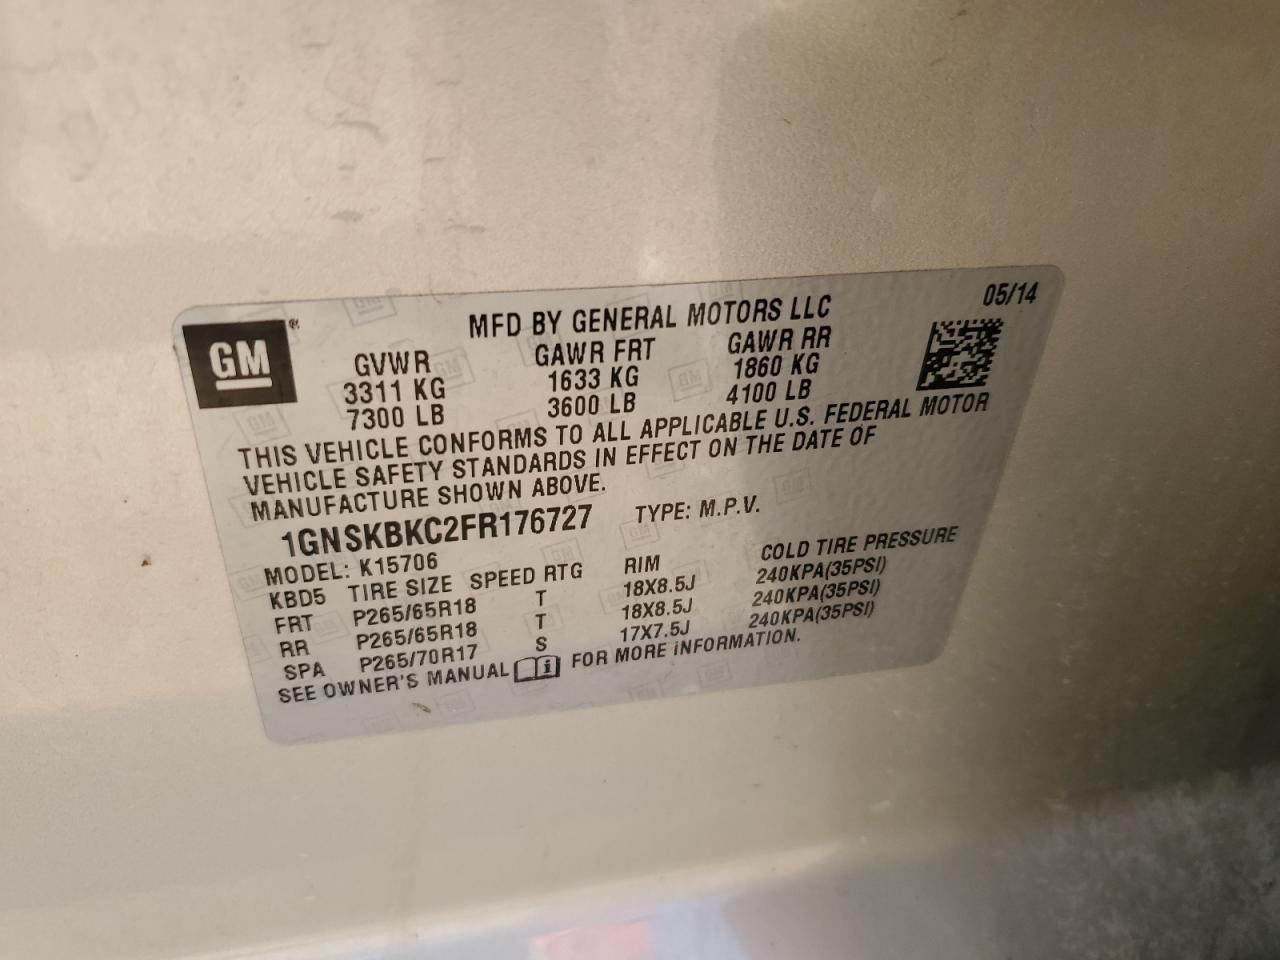 05/14
GM®
MFD BY GENERAL MOTORS LLC
GVWR GAWR FRT GAWR RR
3311 KG 1633 KG 1860 KG
7300 LB 3600 LB 4100 LB
THIS VEHICLE CONFORMS TO ALL APPLICABLE U.S. FEDERAL MOTOR
VEHICLE SAFETY STANDARDS IN EFFECT ON THE DATE OF
MANUFACTURE SHOWN ABOVE.
1GNSKBKC2FR176727 TYPE: M.P.V.
MODEL: K15706
KBD5 TIRE SIZE SPEED RTG RIM COLD TIRE PRESSURE
FRT P265/65R18 T 18X8.5J 240KPA(35PSI)
RR P265/65R18 T 18X8.5J 240KPA(35PSI)
SPA P265/70R17 S 17X7.5J 240KPA(35PSI)
SEE OWNER'S MANUAL i FOR MORE INFORMATION.